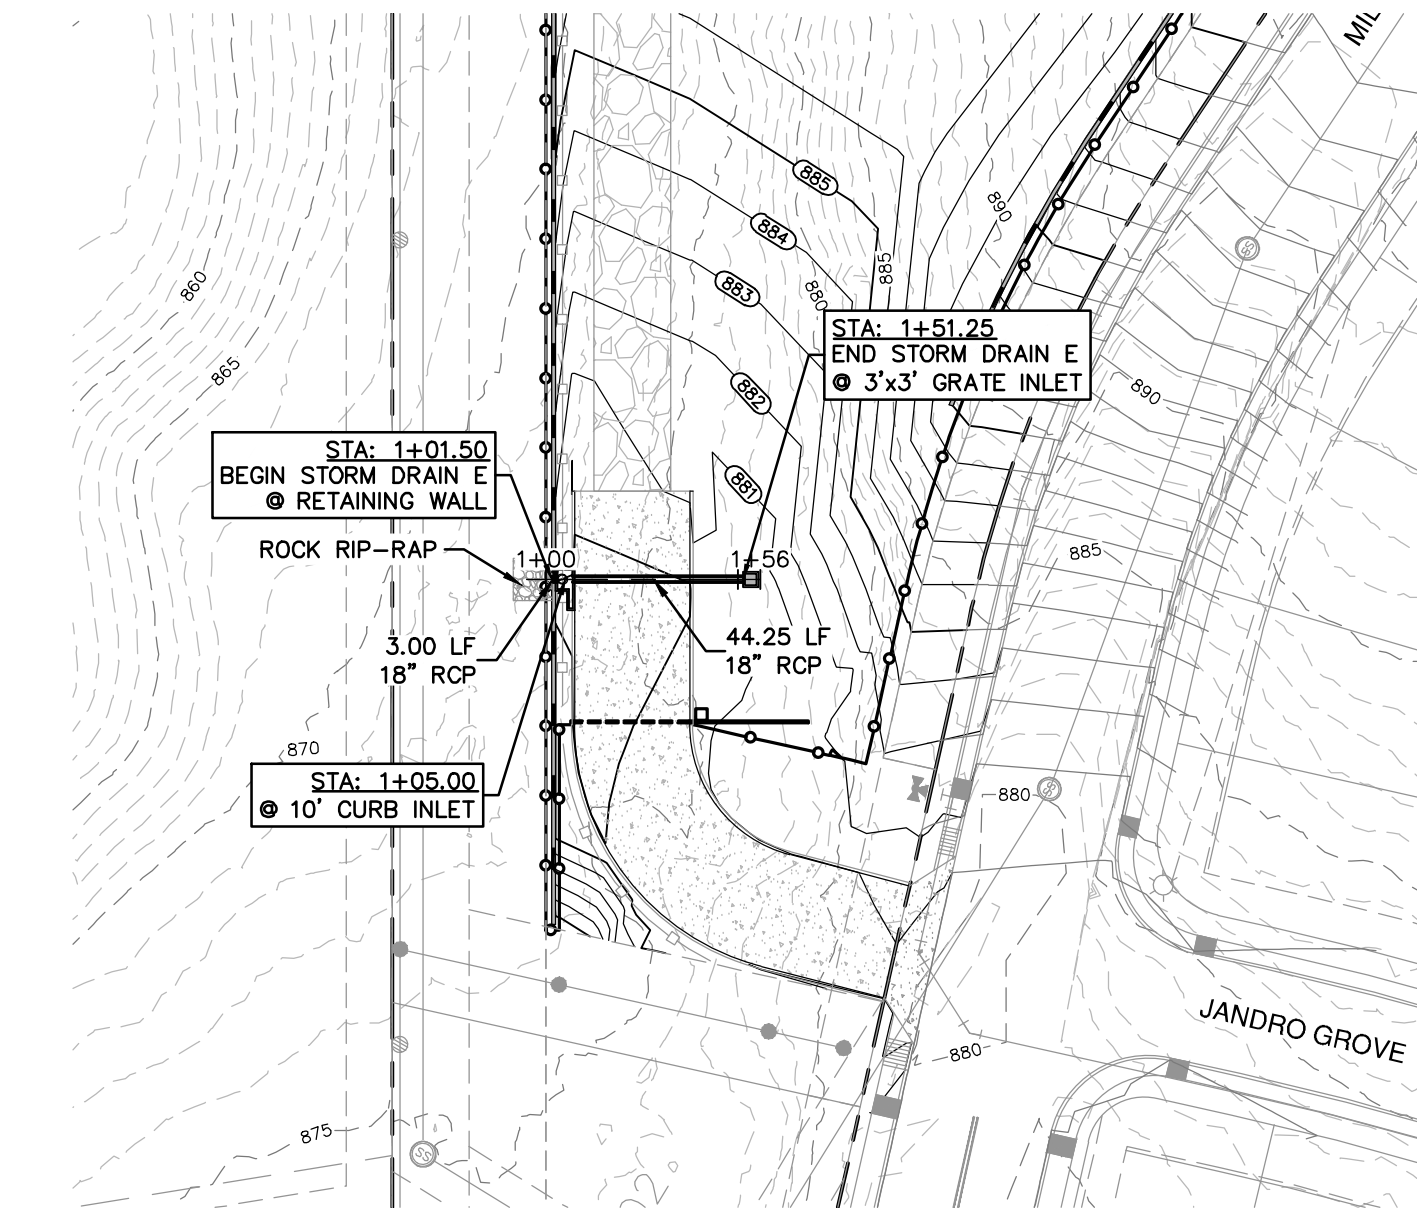 MIL
885
884
890
883
880
885
860
STA: 1+51.25
END STORM DRAIN E
@ 3'x3' GRATE INLET
865
882
890
STA: 1+01.50
BEGIN STORM DRAIN E
@ RETAINING WALL
881
SS
ROCK RIP-RAP
1+00
1+56
885
3.00 LF
18" RCP
44.25 LF
18" RCP
870
STA: 1+05.00
@ 10' CURB INLET
880
SS
JANDRO GROVE
880
875
SS